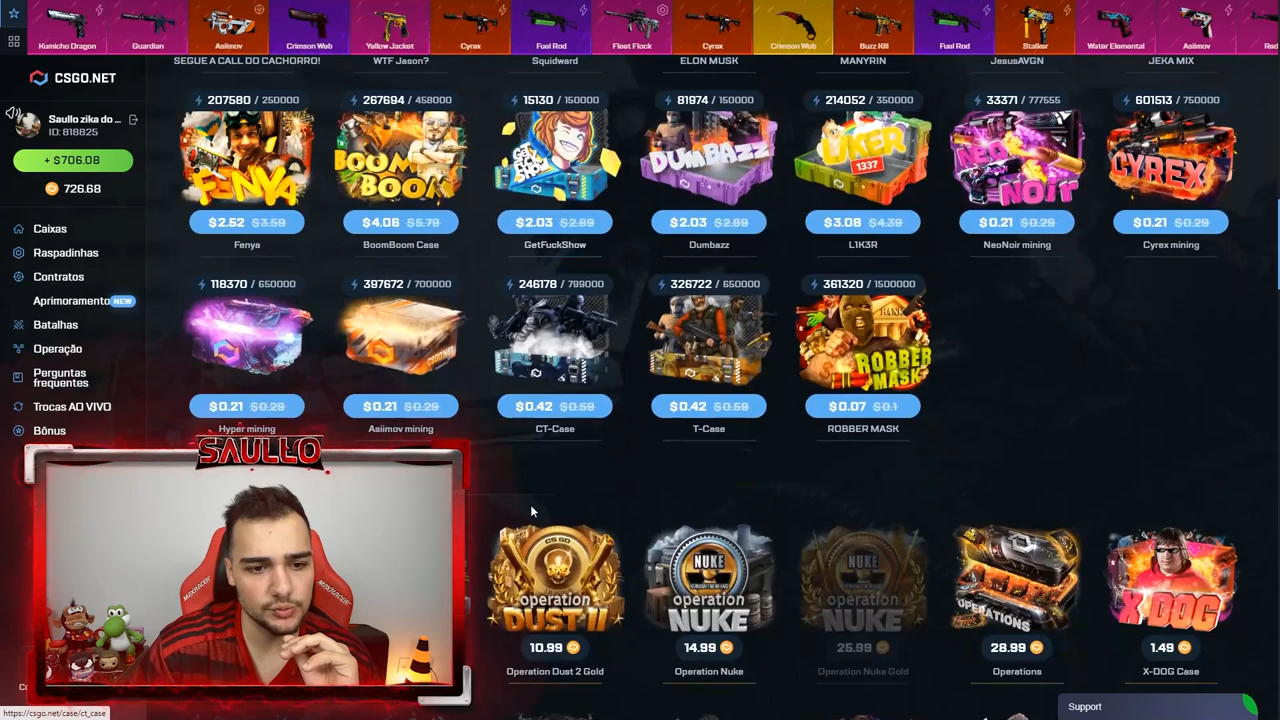 Kumicho Dragon
Guardian
Asiimov
Crimson Web
Yellow Jacket
Cyrex
Fuel Rod
Fleet Flock
Cyrex
Crimson Web
Buzz Kill
Fuel Rod
Stalker
Water Elemental
Asiimov
CSGO.NET
Saullo zika do ...
ID: 818825
+ $706.08
726.68
Caixas
Raspadinhas
Contratos
Aprimoramento NEW
Batalhas
Operação
Perguntas
frequentes
Trocas AO VIVO
Bônus
SEGUE A CALL DO CACHORRO!
WTF Jason?
Squidward
ELON MUSK
MANYRIN
JesusAVGN
JEKA MIX
207580 / 250000
267694 / 458000
15130 / 150000
81974 / 150000
214052 / 350000
33371 / 777555
601513 / 750000
FENYA
BOOM
BOOM
DUMBAZZ
L1KER
1337
NEO
NOIR
CYREX
$2.52 $3.59
$4.06 $5.79
$2.03 $2.89
$2.03 $2.89
$3.08 $4.39
$0.21 $0.29
$0.21 $0.29
Fenya
BoomBoom Case
GetFuckShow
Dumbazz
L1K3R
NeoNoir mining
Cyrex mining
118370 / 650000
397672 / 700000
246178 / 799000
326722 / 650000
361320 / 1500000
CSGO.NET
BANK
ROBBER
MASK
$0.21 $0.29
$0.21 $0.29
$0.42 $0.59
$0.42 $0.59
$0.07 $0.1
Hyper mining
Asiimov mining
CT-Case
T-Case
ROBBER MASK
SAULLO
MOXRACER
MOXRACER
CS GO
operation
DUST II
NUKE
operation
NUKE
NUKE
operation
NUKE
OPERATIONS
X-DOG
10.99
14.99
25.99
28.99
1.49
Operation Dust 2 Gold
Operation Nuke
Operation Nuke Gold
Operations
X-DOG Case
Support
https://csgo.net/case/ct_case